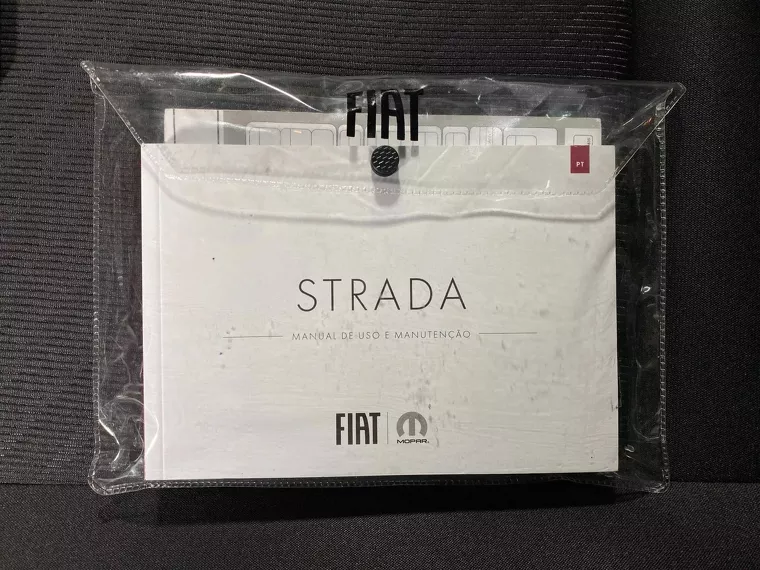 FIAT
PT
STRADA
MANUAL DE USO E MANUTENÇÃO
FIAT
MOPAR.